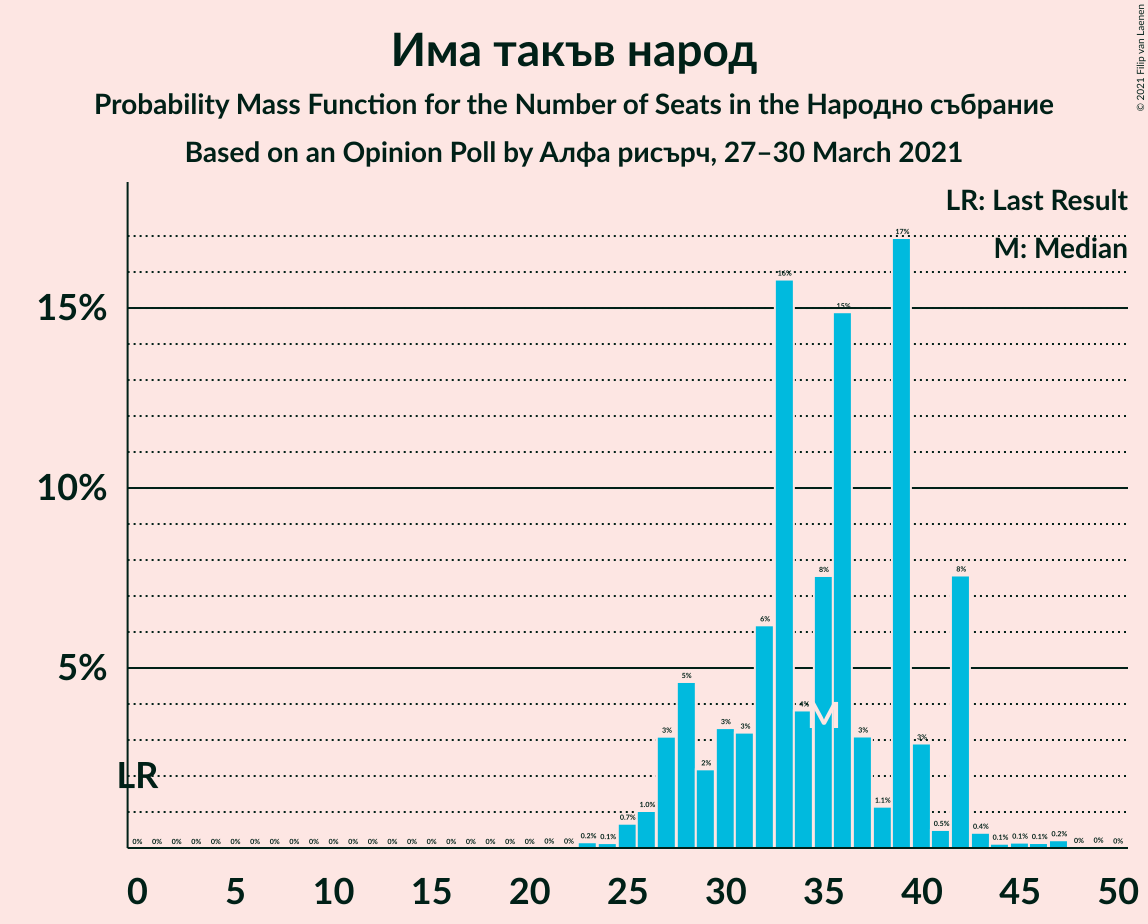 Има такъв народ
Probability Mass Function for the Number of Seats in the Народно събрание
Based on an Opinion Poll by Алфа рисърч, 27–30 March 2021
© 2021 Filip van Laenen
LR: Last Result
M: Median
15%
10%
5%
LR
M
0% 0% 0% 0% 0% 0% 0% 0% 0% 0% 0% 0% 0% 0% 0% 0% 0% 0% 0% 0% 0% 0% 0% 0.2% 0.1% 0.7% 1.0% 3% 5% 2% 3% 3% 6% 16% 4% 8% 15% 3% 1.1% 17% 3% 0.5% 8% 0.4% 0.1% 0.1% 0.1% 0.2% 0% 0% 0%
0 5 10 15 20 25 30 35 40 45 50